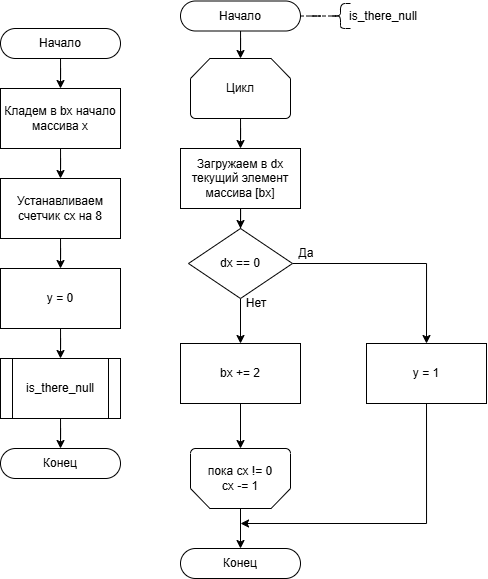 Начало
Кладем в bx начало
массива x
Устанавливаем
счетчик cx на 8
y = 0
is_there_null
Конец
Начало
is_there_null
Цикл
Загружаем в dx
текущий элемент
массива [bx]
dx == 0
Да
Нет
bx += 2
y = 1
пока cx != 0
cx -= 1
Конец